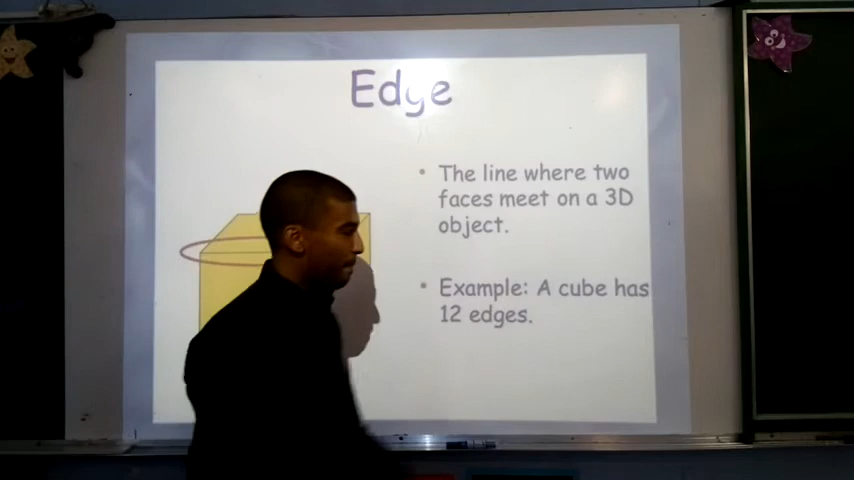 Edge
• The line where two
faces meet on a 3D
object.
• Example: A cube has
12 edges.